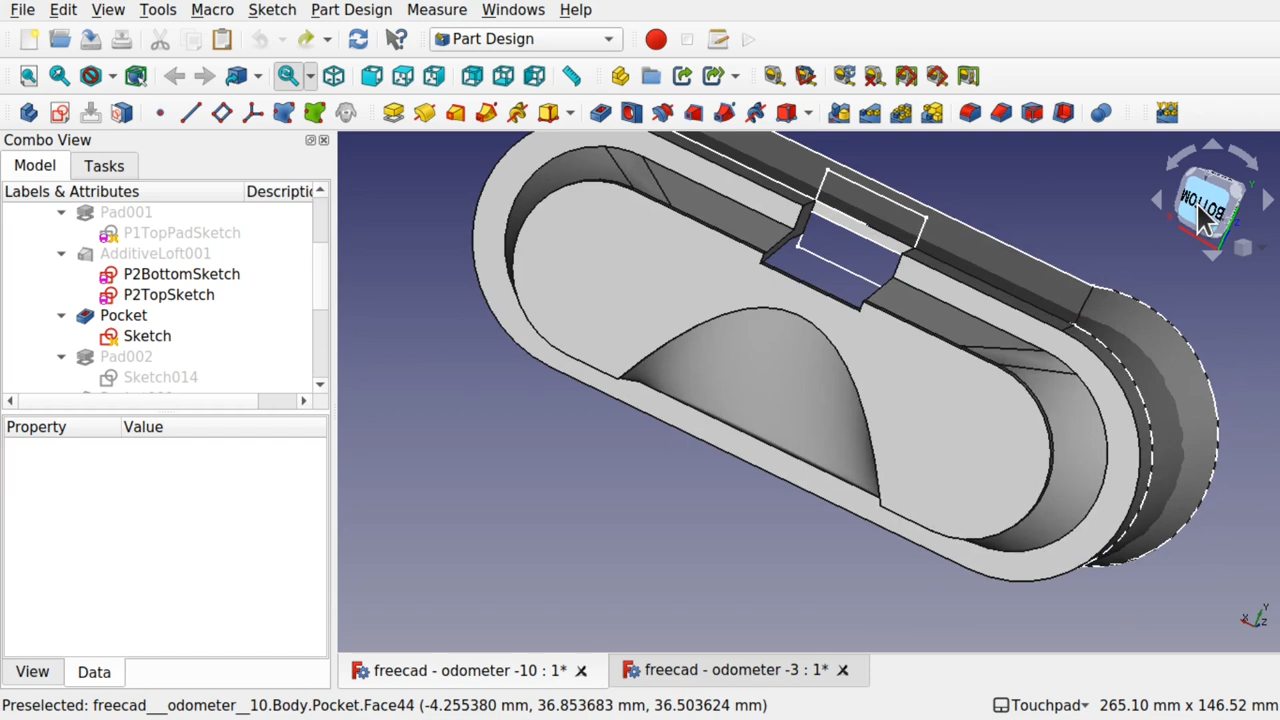 File Edit View Tools Macro Sketch Part Design Measure Windows Help
Part Design
Combo View
Model Tasks
Labels & Attributes Descripti
Pad001
P1TopPadSketch
AdditiveLoft001
P2BottomSketch
P2TopSketch
Pocket
Sketch
Pad002
Sketch014
Property Value
BOTTOM
X Y Z
Y
X Z
View Data
freecad - odometer -10 : 1* freecad - odometer -3 : 1*
Preselected: freecad___odometer__10.Body.Pocket.Face44 (-4.255380 mm, 36.853683 mm, 36.503624 mm) Touchpad 265.10 mm x 146.52 mm